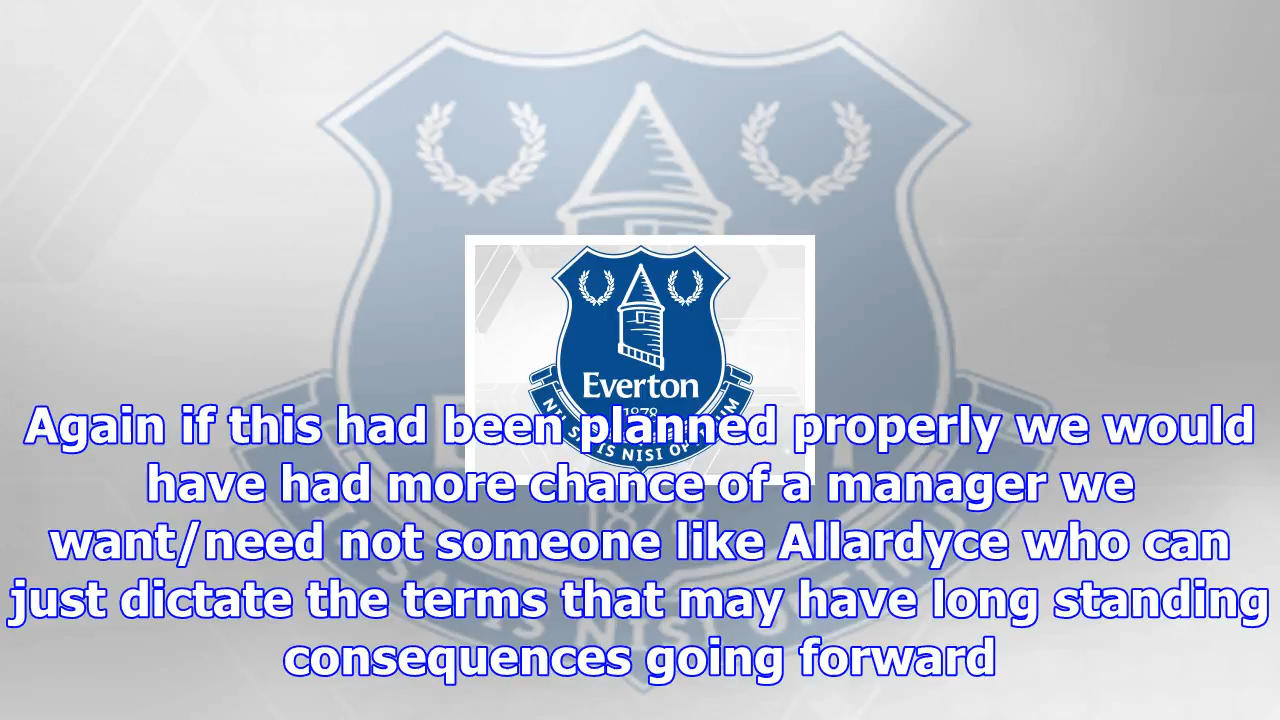 Everton
1878
Again if this had been planned properly we would
have had more chance of a manager we
want/need not someone like Allardyce who can
just dictate the terms that may have long standing
consequences going forward